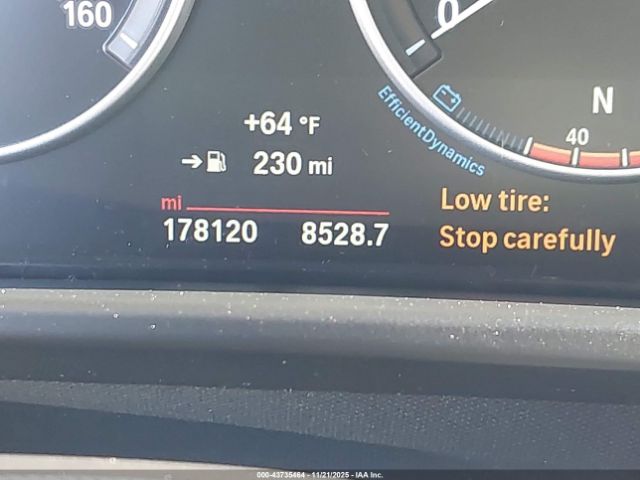 160
0
EfficientDynamics
N
40
+64 °F
230 mi
mi
178120 8528.7
Low tire:
Stop carefully
000-43735464 - 11/21/2025 - IAA Inc.